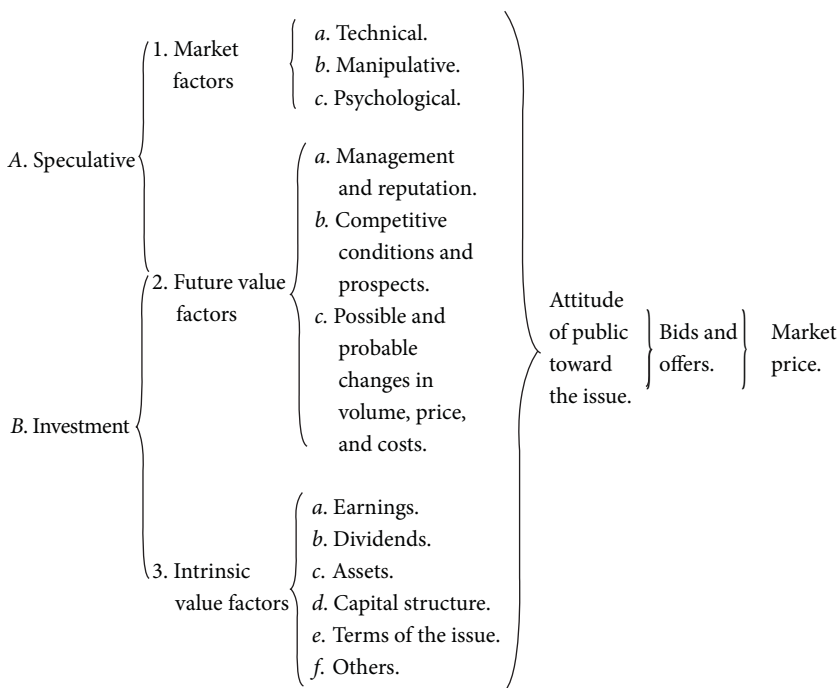 A. Speculative
1. Market
factors
a. Technical.
b. Manipulative.
c. Psychological.
2. Future value
factors
a. Management
and reputation.
b. Competitive
conditions and
prospects.
c. Possible and
probable
changes in
volume, price,
and costs.
B. Investment
3. Intrinsic
value factors
a. Earnings.
b. Dividends.
c. Assets.
d. Capital structure.
e. Terms of the issue.
f. Others.
Attitude
of public
toward
the issue.
Bids and
offers.
Market
price.